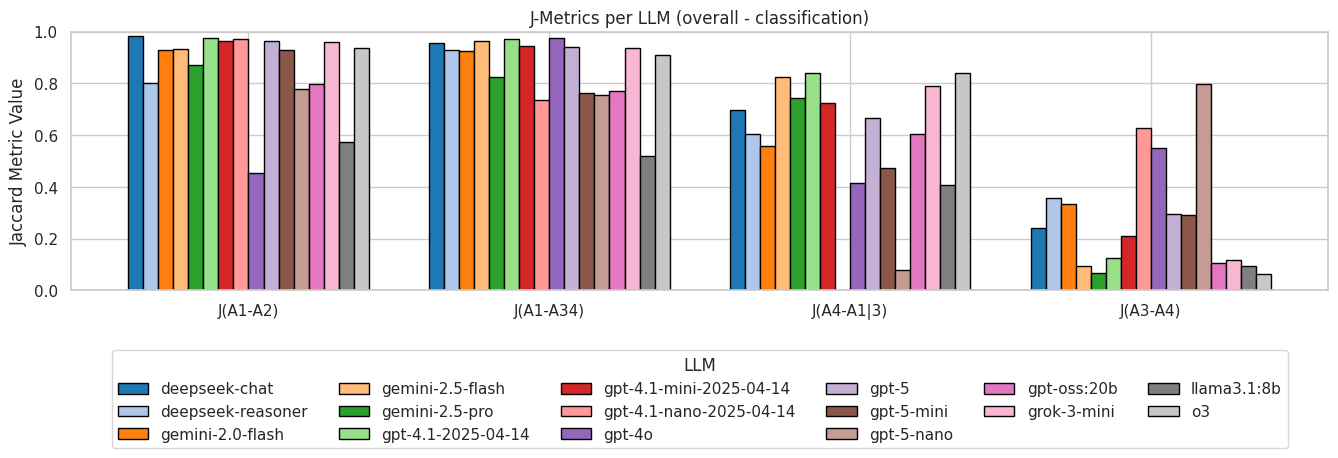 J-Metrics per LLM (overall - classification)
Jaccard Metric Value
1.0
0.8
0.6
0.4
0.2
0.0
J(A1-A2)
J(A1-A34)
J(A4-A1|3)
J(A3-A4)
LLM
deepseek-chat
deepseek-reasoner
gemini-2.0-flash
gemini-2.5-flash
gemini-2.5-pro
gpt-4.1-2025-04-14
gpt-4.1-mini-2025-04-14
gpt-4.1-nano-2025-04-14
gpt-4o
gpt-5
gpt-5-mini
gpt-5-nano
gpt-oss:20b
grok-3-mini
llama3.1:8b
o3